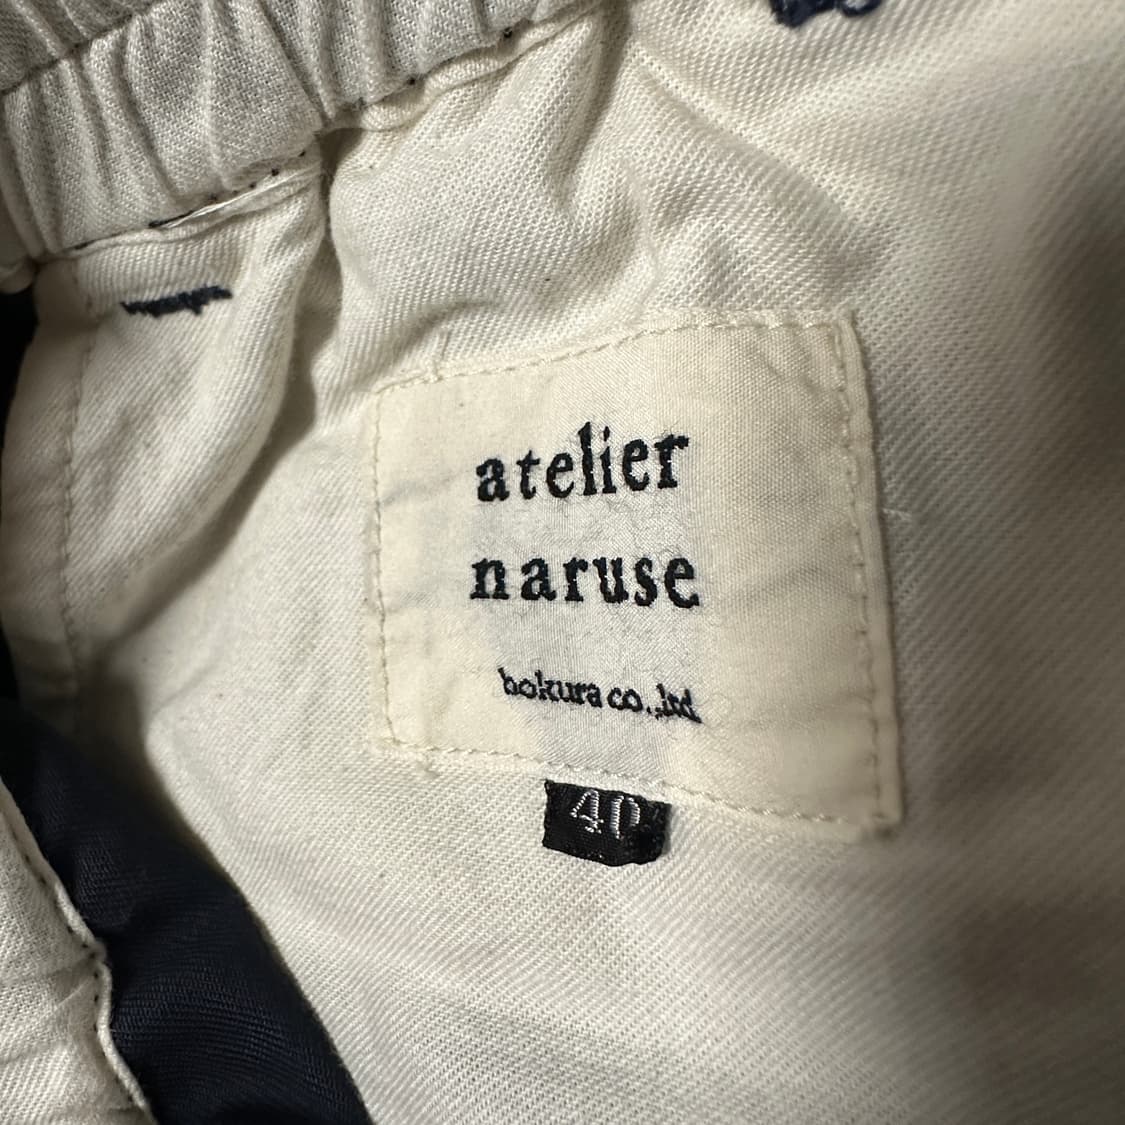 atelier
naruse
bokura co.,ltd
40